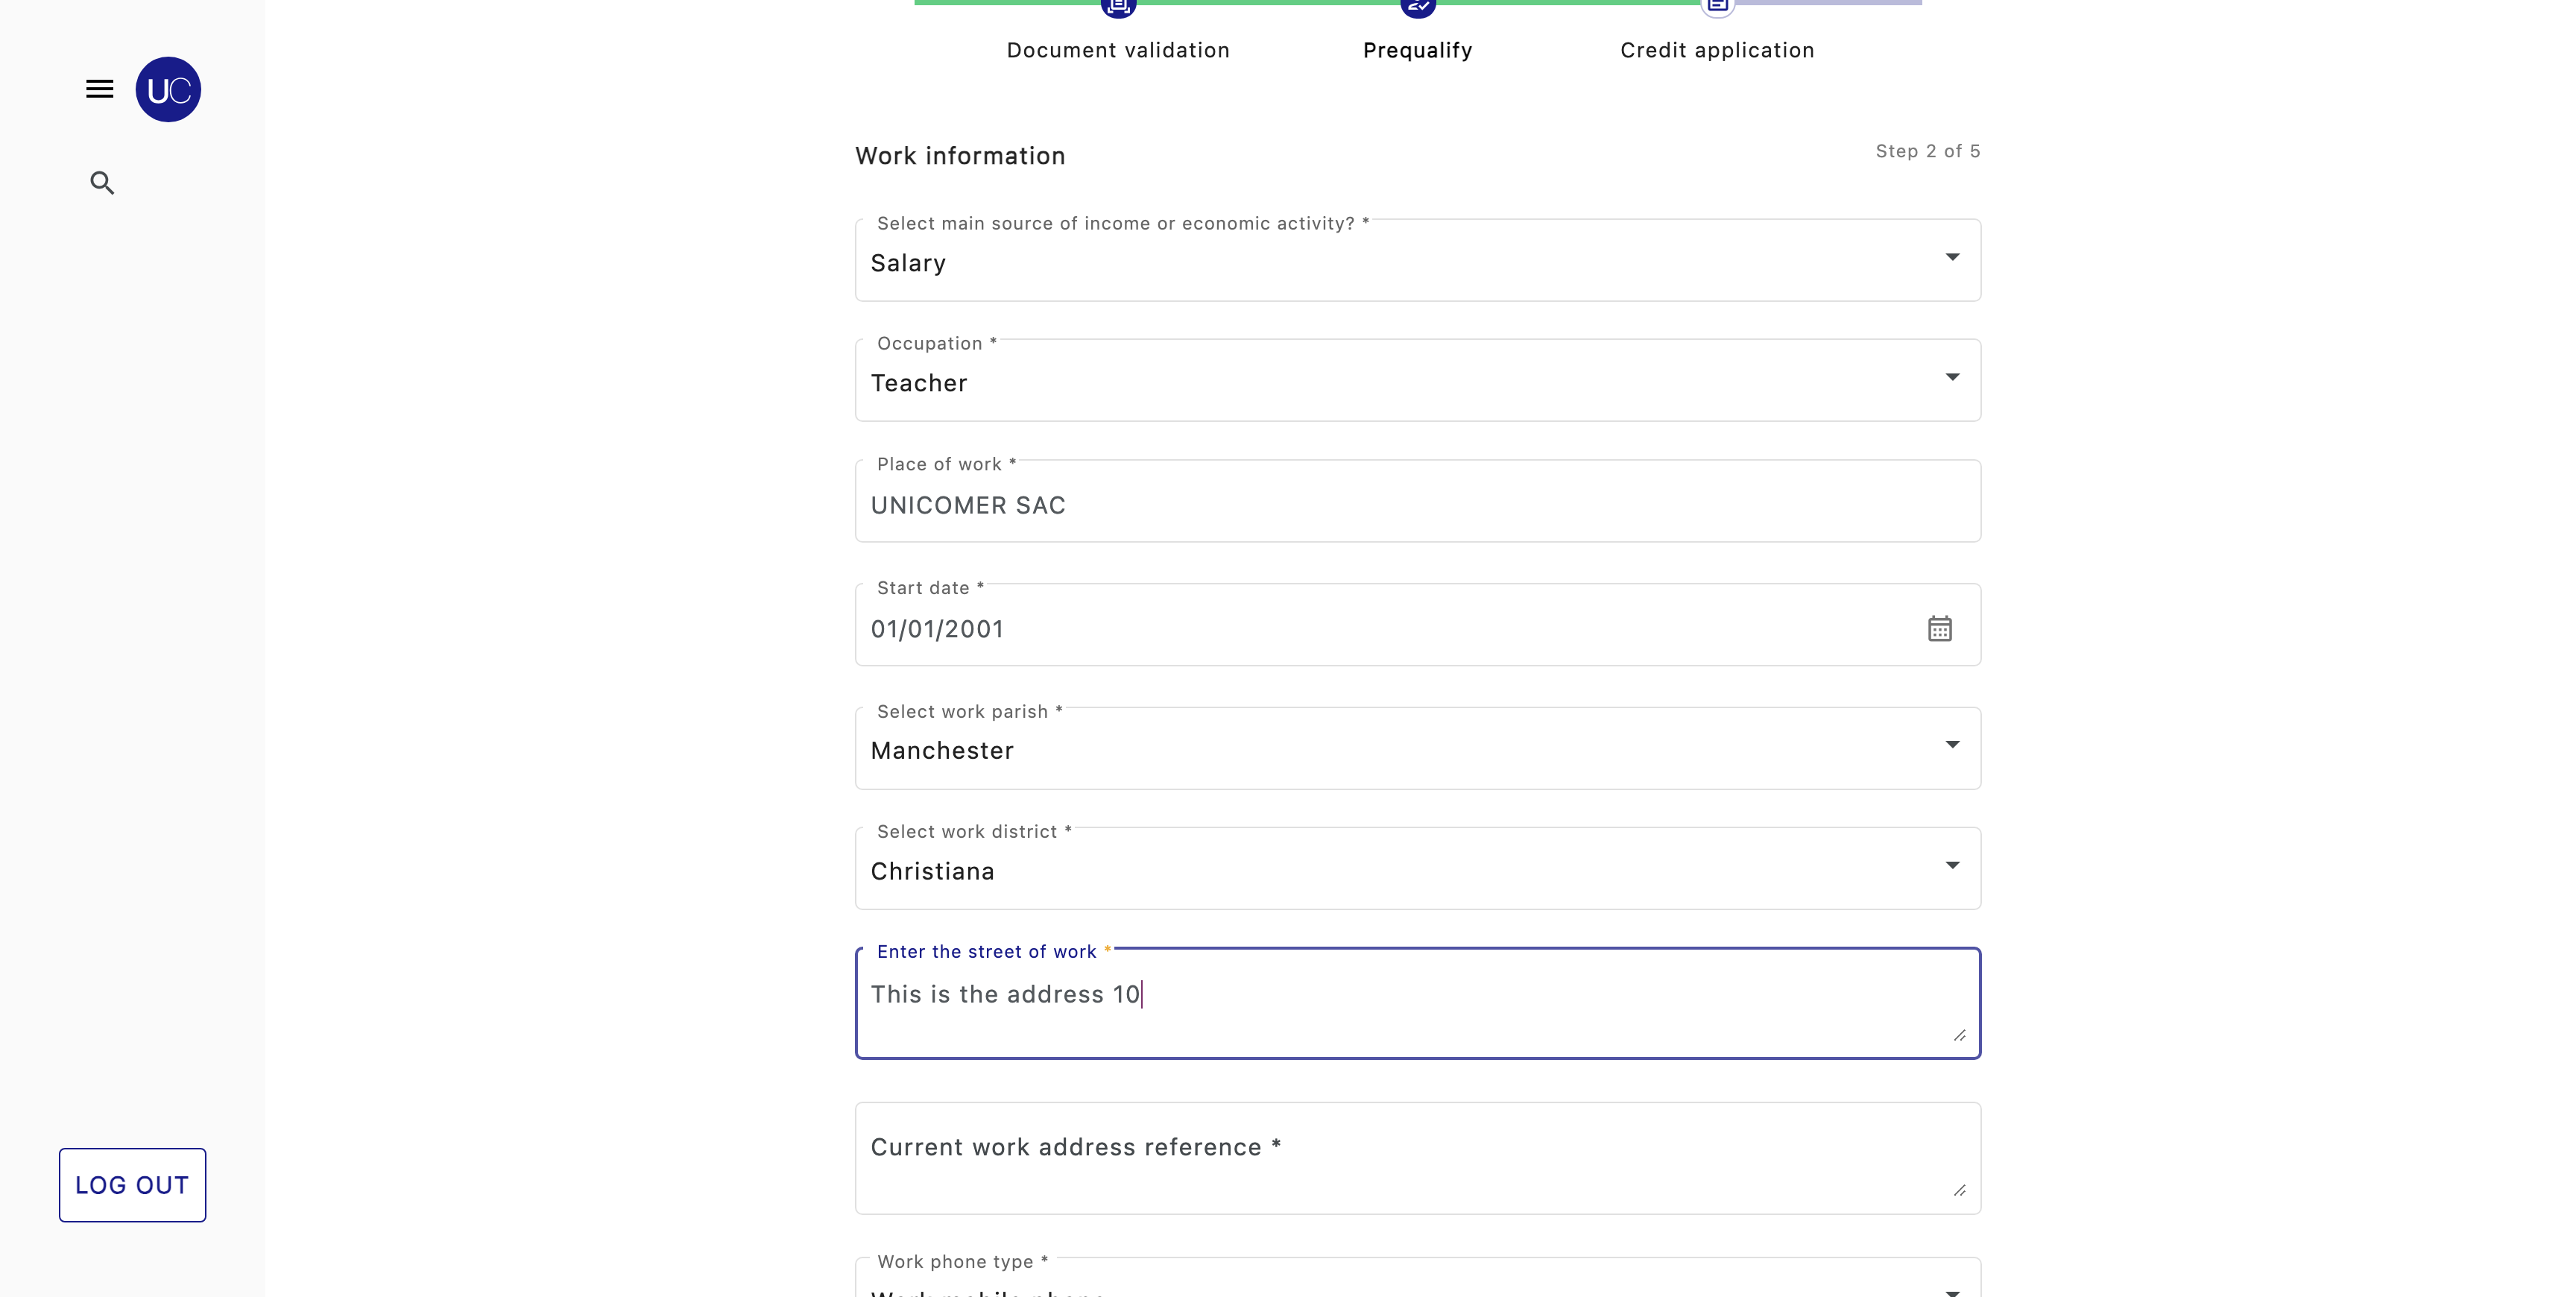 Document validation
Prequalify
Credit application
UC
Work information
Step 2 of 5
Select main source of income or economic activity? *
Salary
Occupation *
Teacher
Place of work *
UNICOMER SAC
Start date *
01/01/2001
Select work parish *
Manchester
Select work district *
Christiana
Enter the street of work *
This is the address 10
Current work address reference *
LOG OUT
Work phone type *
Work mobile phone